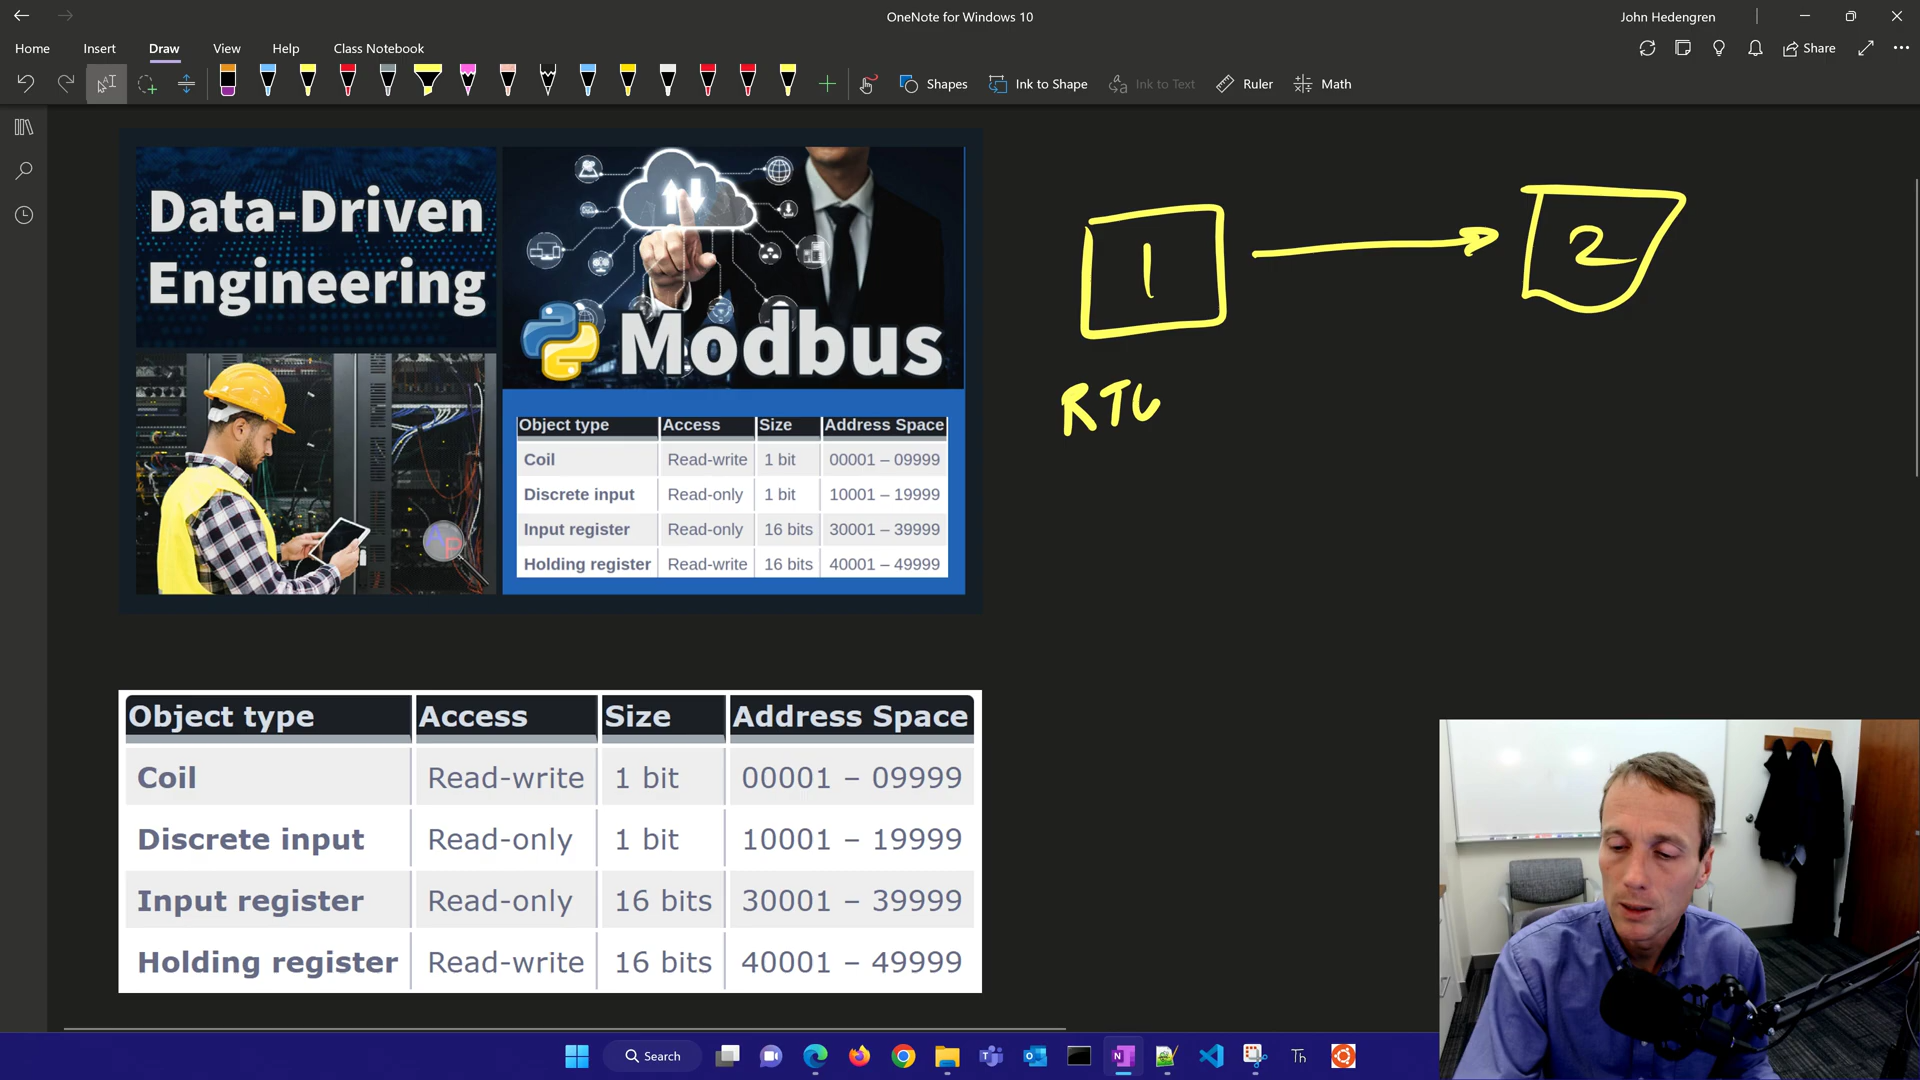 OneNote for Windows 10
John Hedengren
Home
Insert
Draw
View
Help
Class Notebook
Share
Shapes
Ink to Shape
Ink to Text
Ruler
Math
Data-Driven
Engineering
Modbus
AP
Object type Access Size Address Space
Coil Read-write 1 bit 00001 – 09999
Discrete input Read-only 1 bit 10001 – 19999
Input register Read-only 16 bits 30001 – 39999
Holding register Read-write 16 bits 40001 – 49999
1
2
RTU
Object type Access Size Address Space
Coil Read-write 1 bit 00001 – 09999
Discrete input Read-only 1 bit 10001 – 19999
Input register Read-only 16 bits 30001 – 39999
Holding register Read-write 16 bits 40001 – 49999
Search
Th